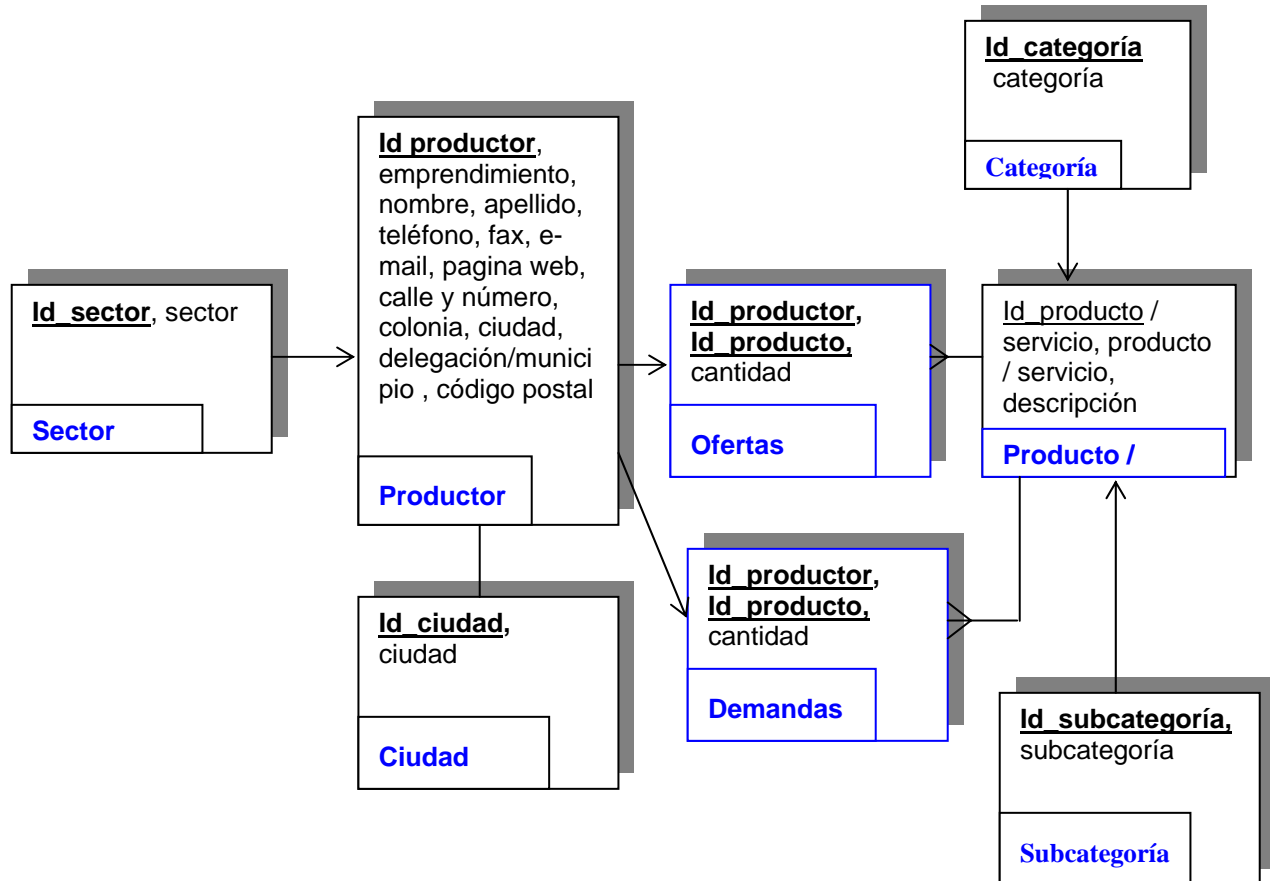 Id_categoría
categoría
Categoría
Id productor,
emprendimiento,
nombre, apellido,
teléfono, fax, e-
mail, pagina web,
calle y número,
colonia, ciudad,
delegación/munici
pio , código postal
Productor
Id_sector, sector
Sector
Id_productor,
Id_producto,
cantidad
Ofertas
Id_producto /
servicio, producto
/ servicio,
descripción
Producto /
Id_ciudad,
ciudad
Ciudad
Id_productor,
Id_producto,
cantidad
Demandas
Id_subcategoría,
subcategoría
Subcategoría